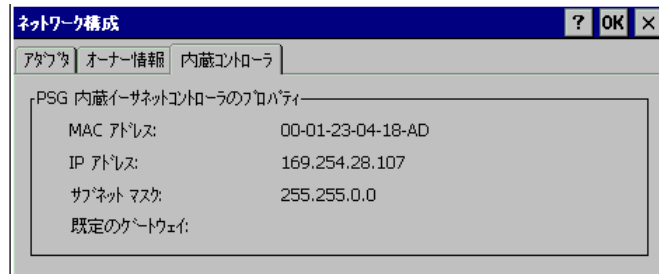 ネットワーク構成 ? OK ×
アダプタ オーナー情報 内蔵コントローラ
PSG 内蔵イーサネットコントローラのプロパティ
MAC アドレス: 00-01-23-04-18-AD
IP アドレス: 169.254.28.107
サブネット マスク: 255.255.0.0
既定のゲートウェイ: